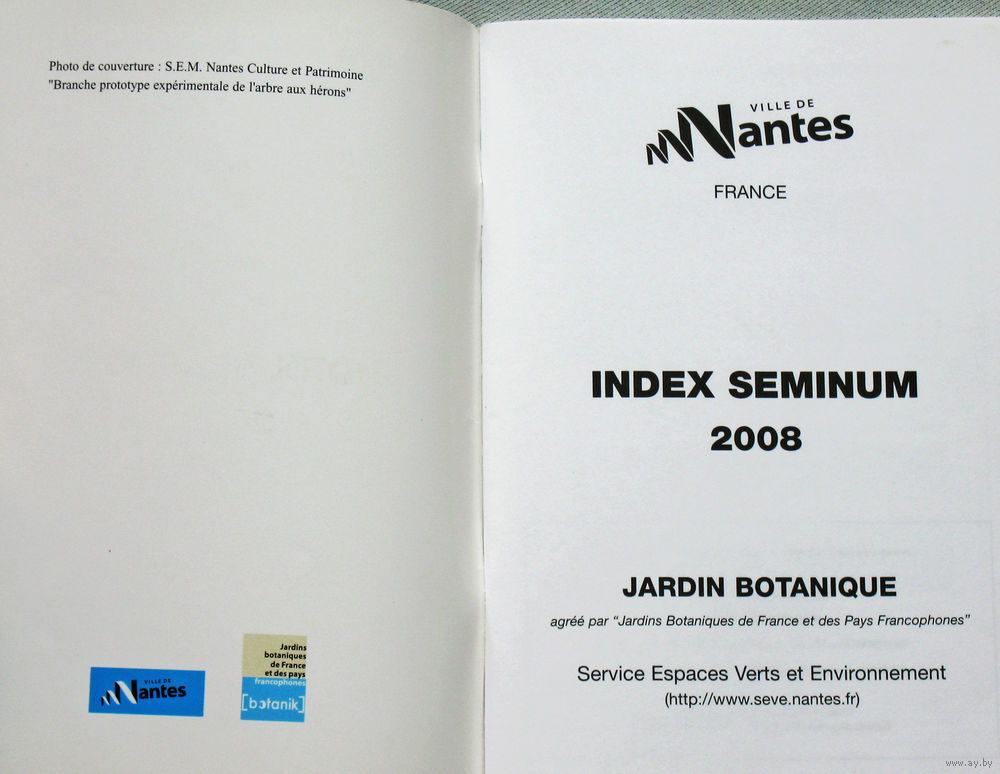 Photo de couverture : S.E.M. Nantes Culture et Patrimoine
"Branche prototype expérimentale de l'arbre aux hérons"
VILLE DE
Nantes
Jardins
botaniques
de France
et des pays
francophones
[botanik]
VILLE DE
Nantes
FRANCE
INDEX SEMINUM
2008
JARDIN BOTANIQUE
agréé par “Jardins Botaniques de France et des Pays Francophones”
Service Espaces Verts et Environnement
(http://www.seve.nantes.fr)
www.ay.by